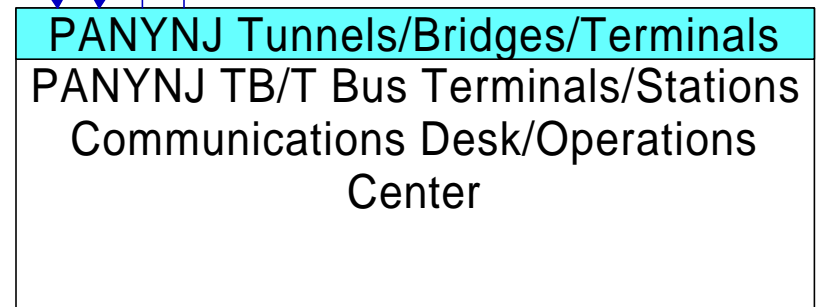 PANYNJ Tunnels/Bridges/Terminals
PANYNJ TB/T Bus Terminals/Stations
Communications Desk/Operations
Center